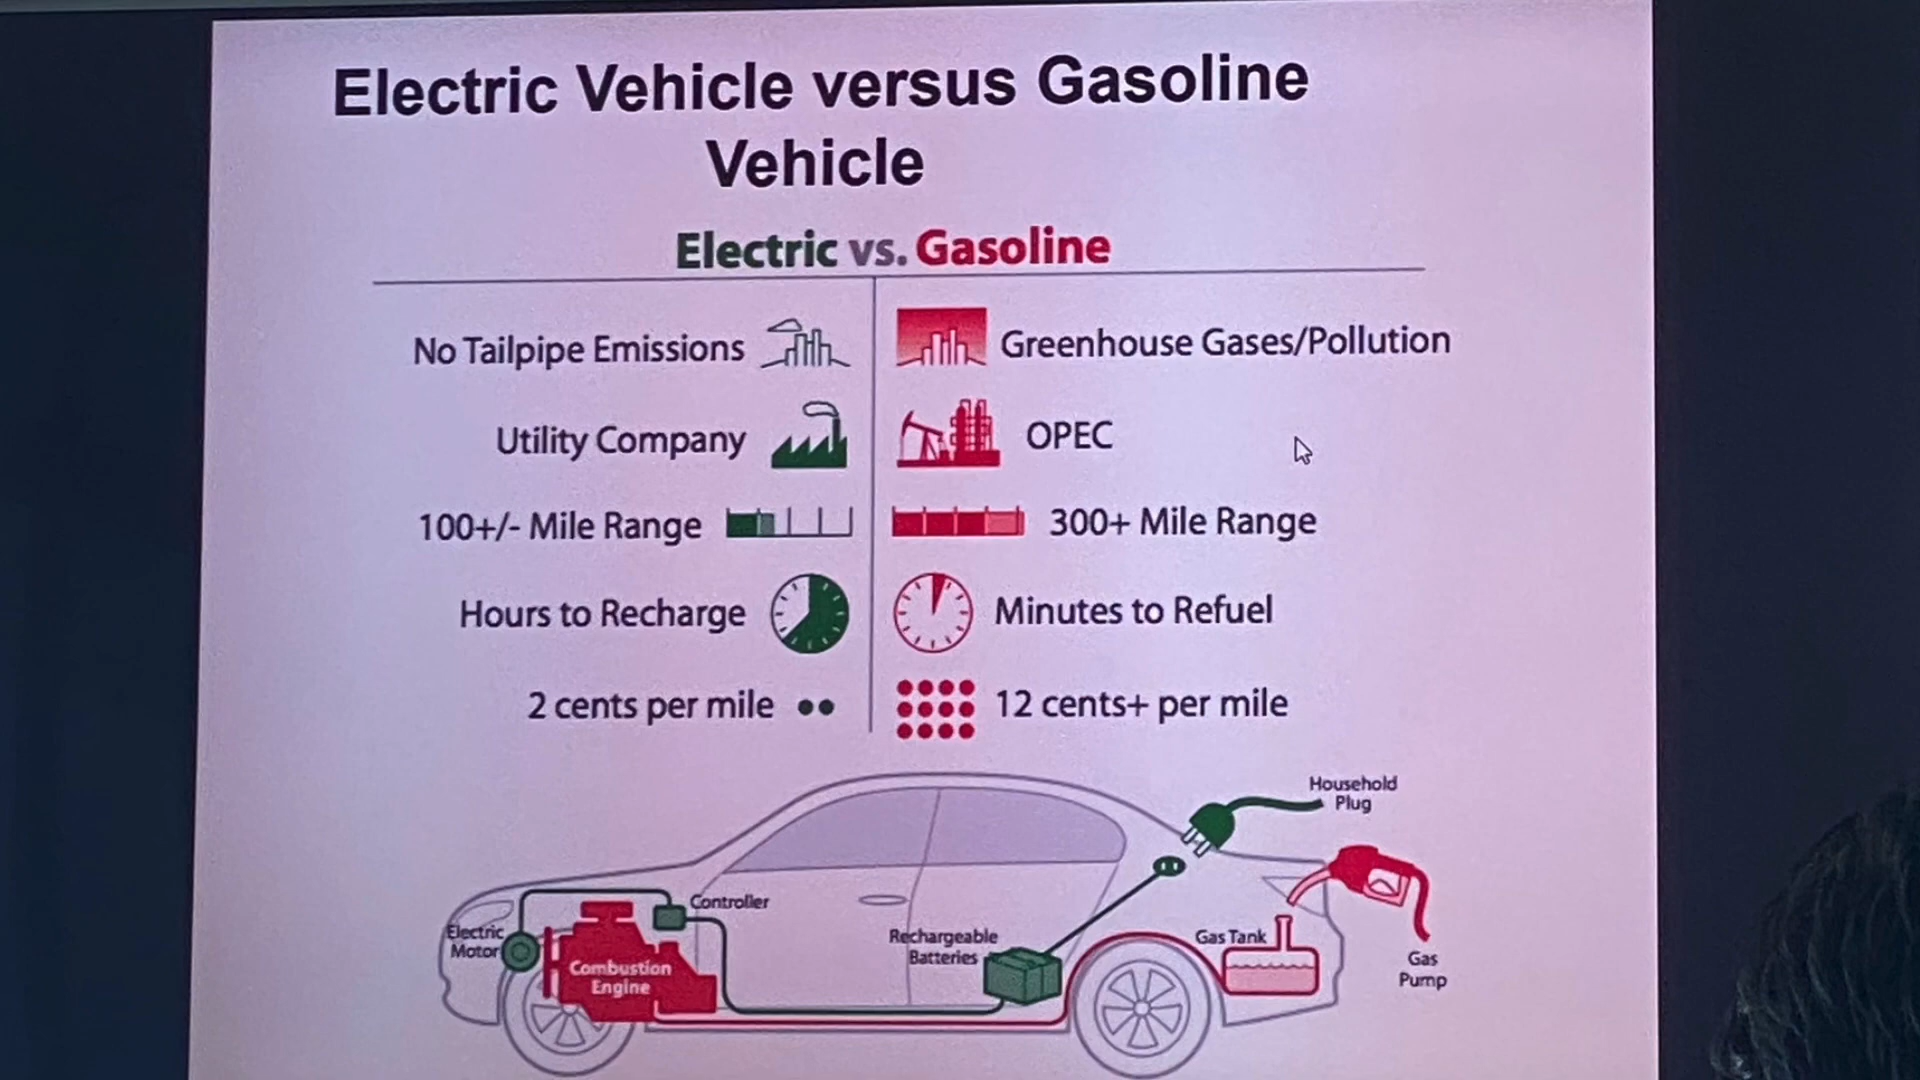 Electric Vehicle versus Gasoline
Vehicle
Electric vs. Gasoline
No Tailpipe Emissions
Greenhouse Gases/Pollution
Utility Company
OPEC
100+/- Mile Range
300+ Mile Range
Hours to Recharge
Minutes to Refuel
2 cents per mile
12 cents+ per mile
Household
Plug
Controller
Electric
Motor
Combustion
Engine
Rechargeable
Batteries
Gas Tank
Gas
Pump